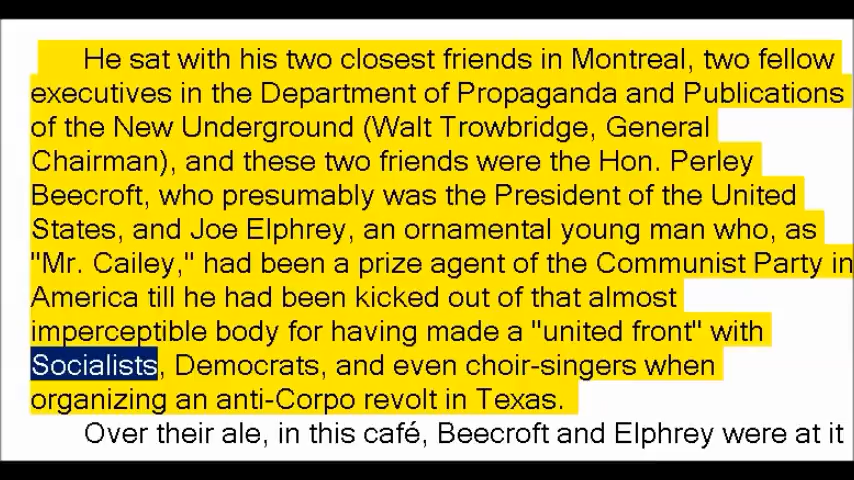 He sat with his two closest friends in Montreal, two fellow
executives in the Department of Propaganda and Publications
of the New Underground (Walt Trowbridge, General
Chairman), and these two friends were the Hon. Perley
Beecroft, who presumably was the President of the United
States, and Joe Elphrey, an ornamental young man who, as
"Mr. Cailey," had been a prize agent of the Communist Party in
America till he had been kicked out of that almost
imperceptible body for having made a "united front" with
Socialists, Democrats, and even choir-singers when
organizing an anti-Corpo revolt in Texas.
Over their ale, in this café, Beecroft and Elphrey were at it